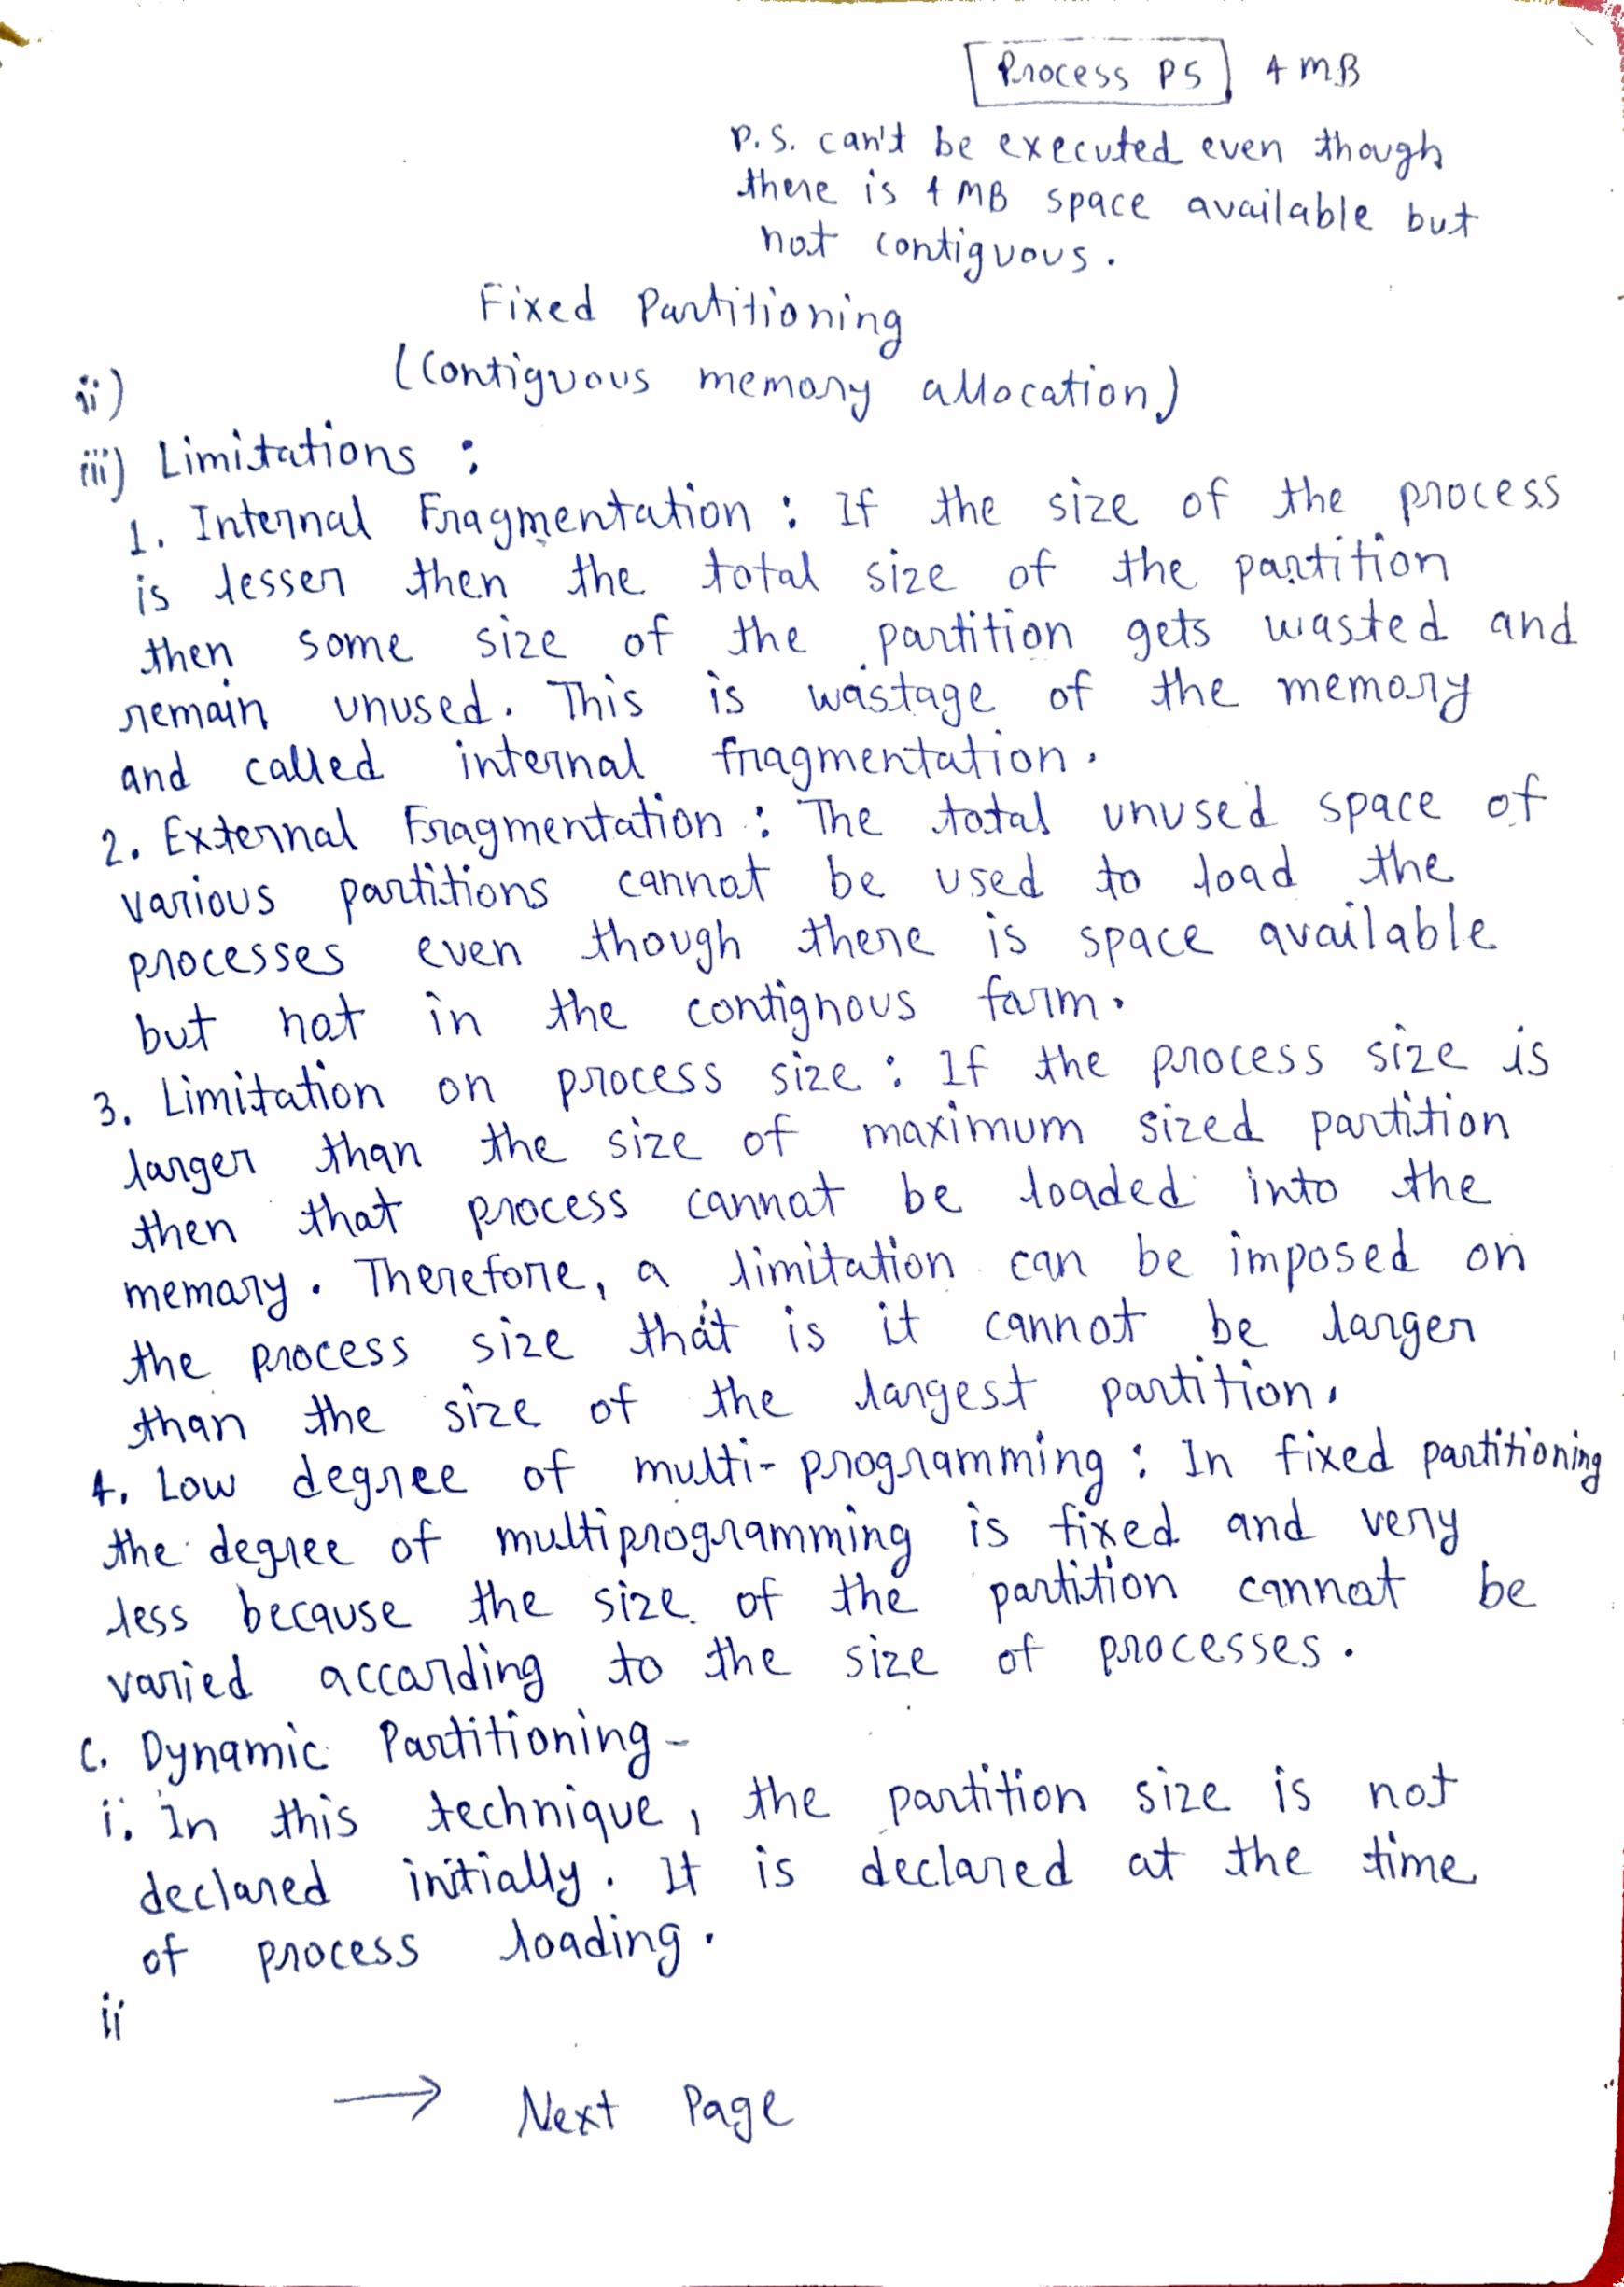 Process P5 4 MB
P.S. can't be executed even though
there is 4 MB space available but
not contiguous.
Fixed Partitioning
(Contiguous memory allocation)
ii)
iii) Limitations :
1. Internal Fragmentation : If the size of the process
is lesser then the total size of the partition
then some size of the partition gets wasted and
remain unused. This is wastage of the memory
and called internal fragmentation.
2. External Fragmentation : The total unused space of
various partitions cannot be used to load the
processes even though there is space available
but not in the contignous form.
3. Limitation on process size : If the process size is
larger than the size of maximum sized partition
then that process cannot be loaded into the
memory. Therefore, a limitation can be imposed on
the process size that is it cannot be larger
than the size of the largest partition.
4. Low degree of multi-programming : In fixed partitioning
the degree of multiprogramming is fixed and very
less because the size of the partition cannot be
varied according to the size of processes.
C. Dynamic Partitioning -
i. In this technique, the partition size is not
declared initially. It is declared at the time
of process loading.
ii
→ Next Page